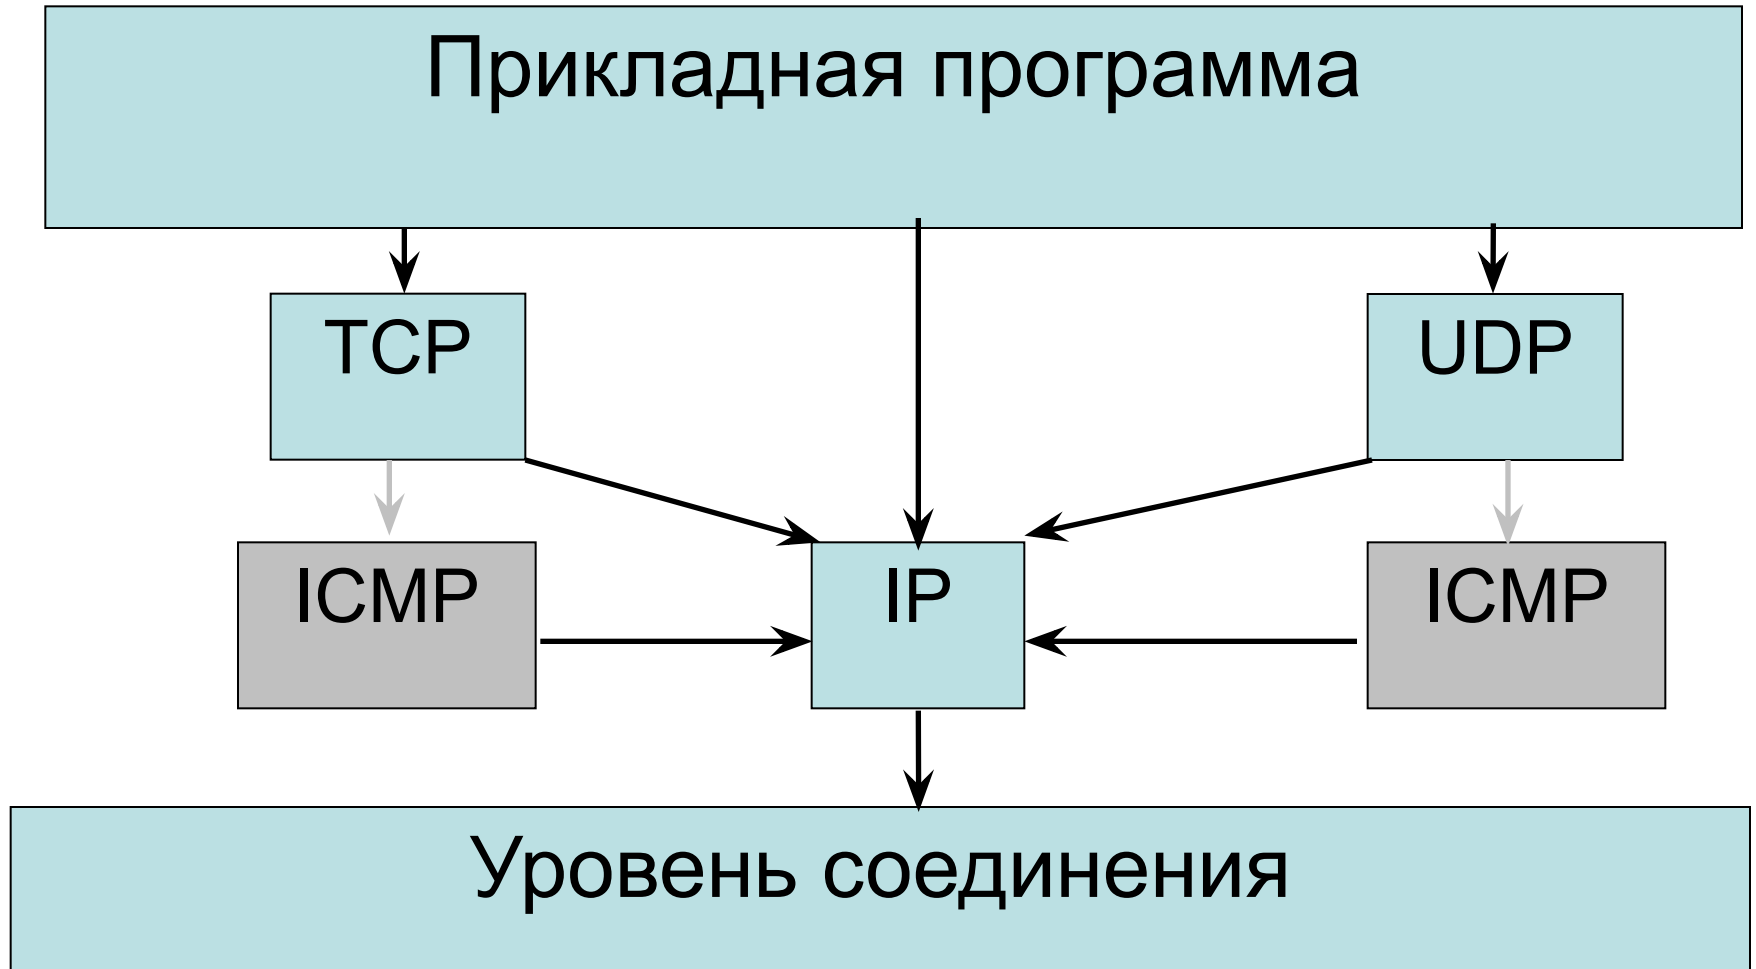 Прикладная программа
TCP
UDP
ICMP
IP
ICMP
Уровень соединения